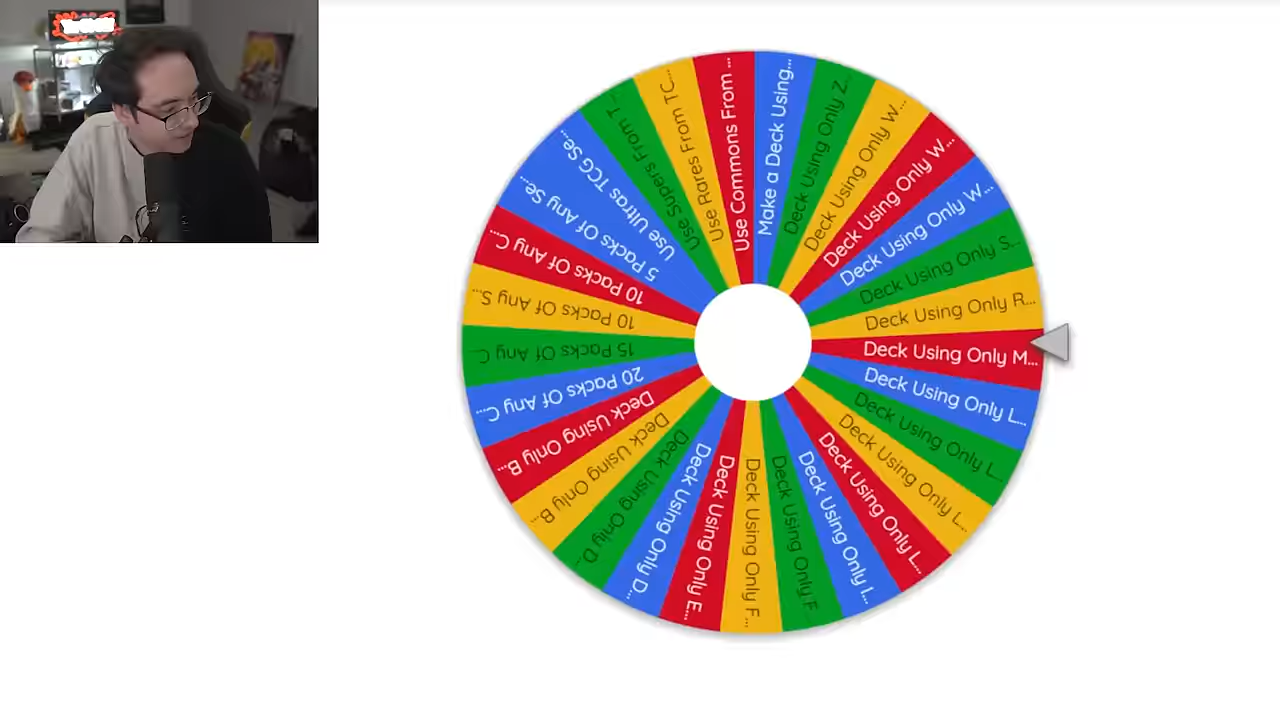 Make a Deck Using...
Deck Using Only Z...
Deck Using Only W...
Deck Using Only W...
Deck Using Only W...
Deck Using Only S...
Deck Using Only R...
Deck Using Only M...
Deck Using Only L...
Deck Using Only L...
Deck Using Only L...
Deck Using Only L...
Deck Using Only I...
Deck Using Only F...
Deck Using Only F...
Deck Using Only E...
Deck Using Only D...
Deck Using Only D...
Deck Using Only B...
Deck Using Only B...
20 Packs Of Any C...
15 Packs Of Any C...
10 Packs Of Any S...
10 Packs Of Any C...
5 Packs Of Any Se...
Use Ultras TCG Se...
Use Supers From T...
Use Rares From TC...
Use Commons From ...